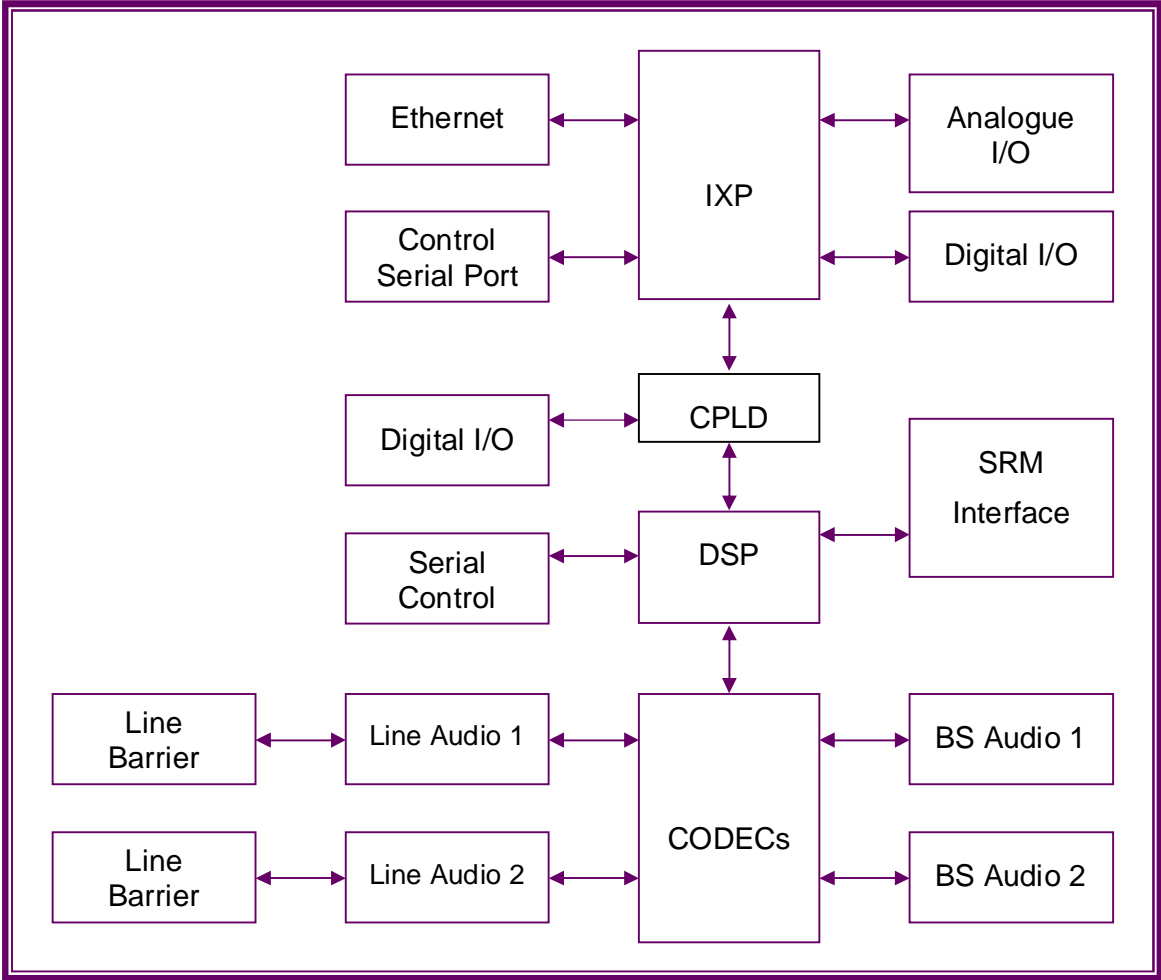 Ethernet
IXP
Analogue
I/O
Control
Serial Port
Digital I/O
CPLD
Digital I/O
SRM
Interface
DSP
Serial
Control
Line
Barrier
Line Audio 1
BS Audio 1
CODECs
Line
Barrier
Line Audio 2
BS Audio 2